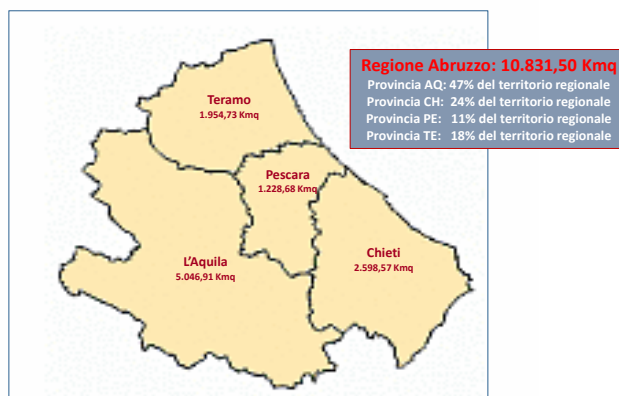 Regione Abruzzo: 10.831,50 Kmq
Provincia AQ: 47% del territorio regionale
Provincia CH: 24% del territorio regionale
Provincia PE: 11% del territorio regionale
Provincia TE: 18% del territorio regionale
Teramo
1.954,73 Kmq
Pescara
1.228,68 Kmq
L'Aquila
5.046,91 Kmq
Chieti
2.598,57 Kmq